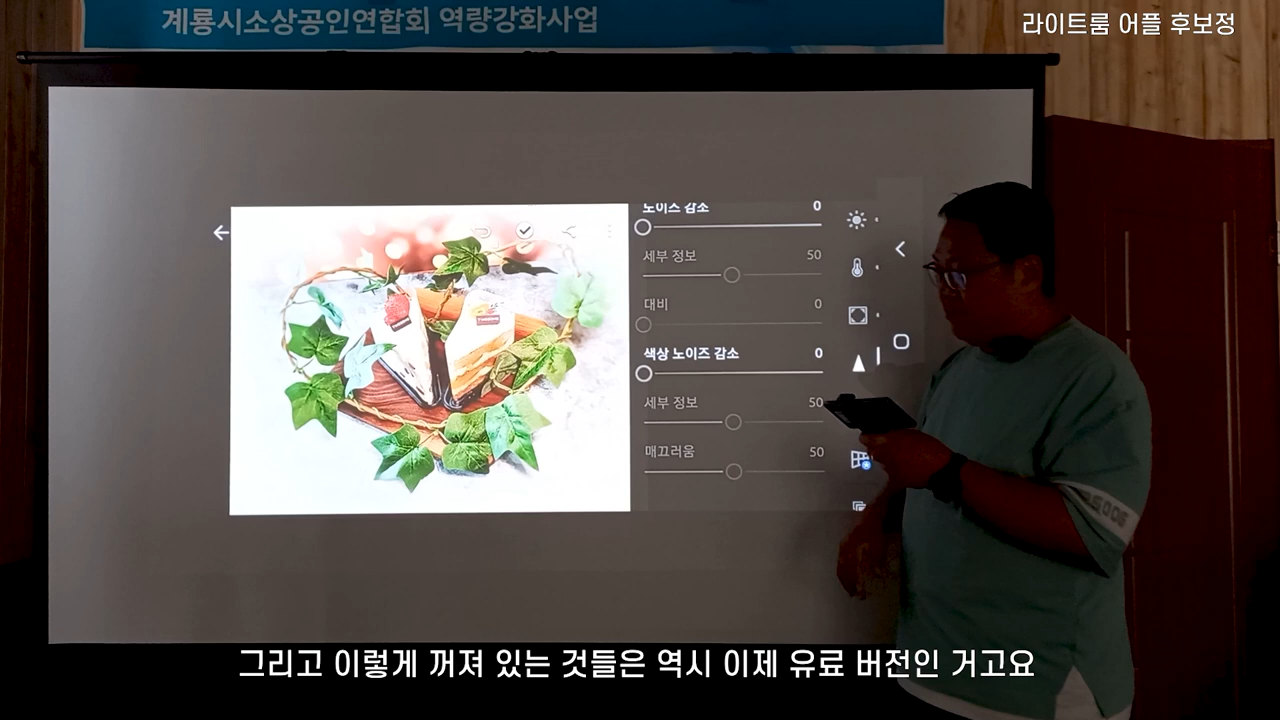 계룡시소상공인연합회 역량강화사업
라이트룸 어플 후보정
노이즈 감소 0
세부 정보 50
대비 0
색상 노이즈 감소 0
세부 정보 50
매끄러움 50
그리고 이렇게 꺼져 있는 것들은 역시 이제 유료 버전인 거고요